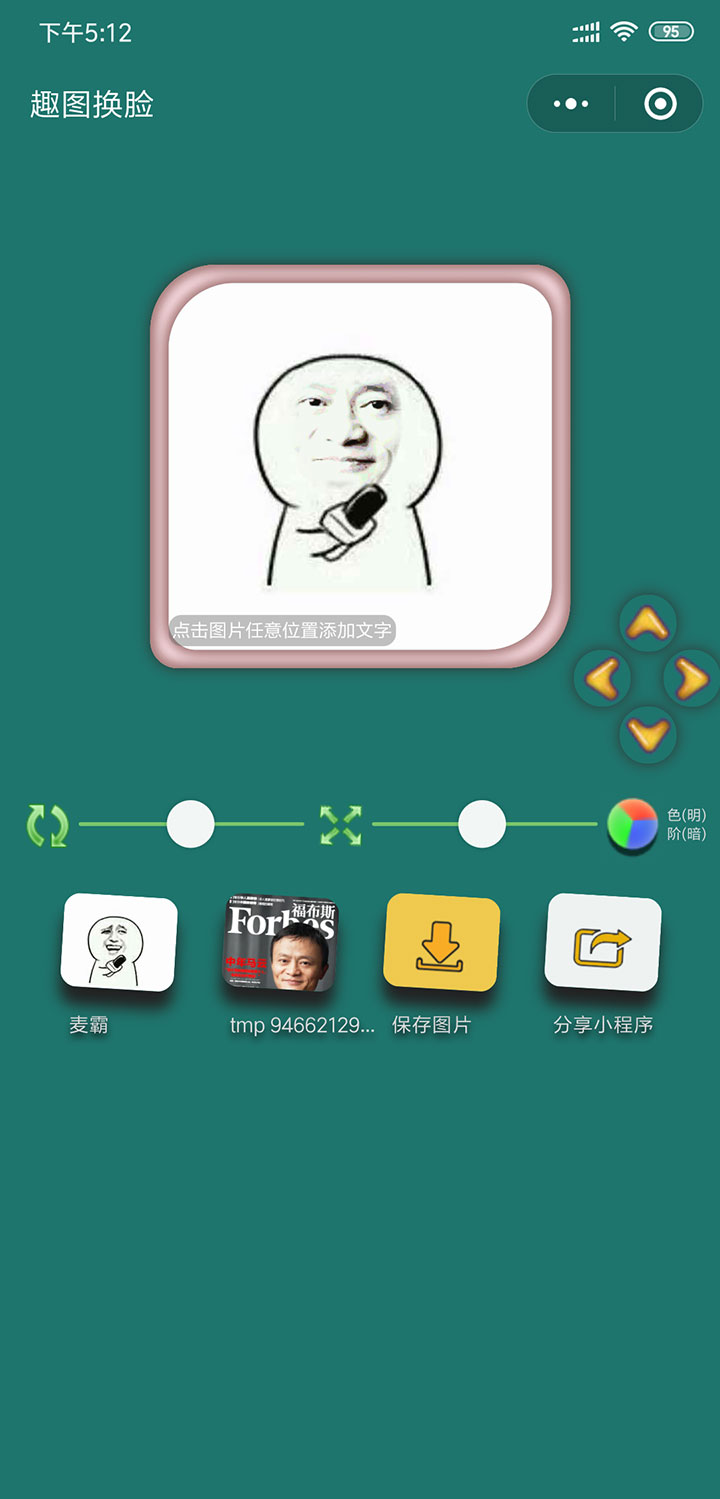 下午5:12
95
趣图换脸
点击图片任意位置添加文字
色(明)
阶(暗)
福布斯
Forbes
麦霸
tmp 94662129...
保存图片
分享小程序